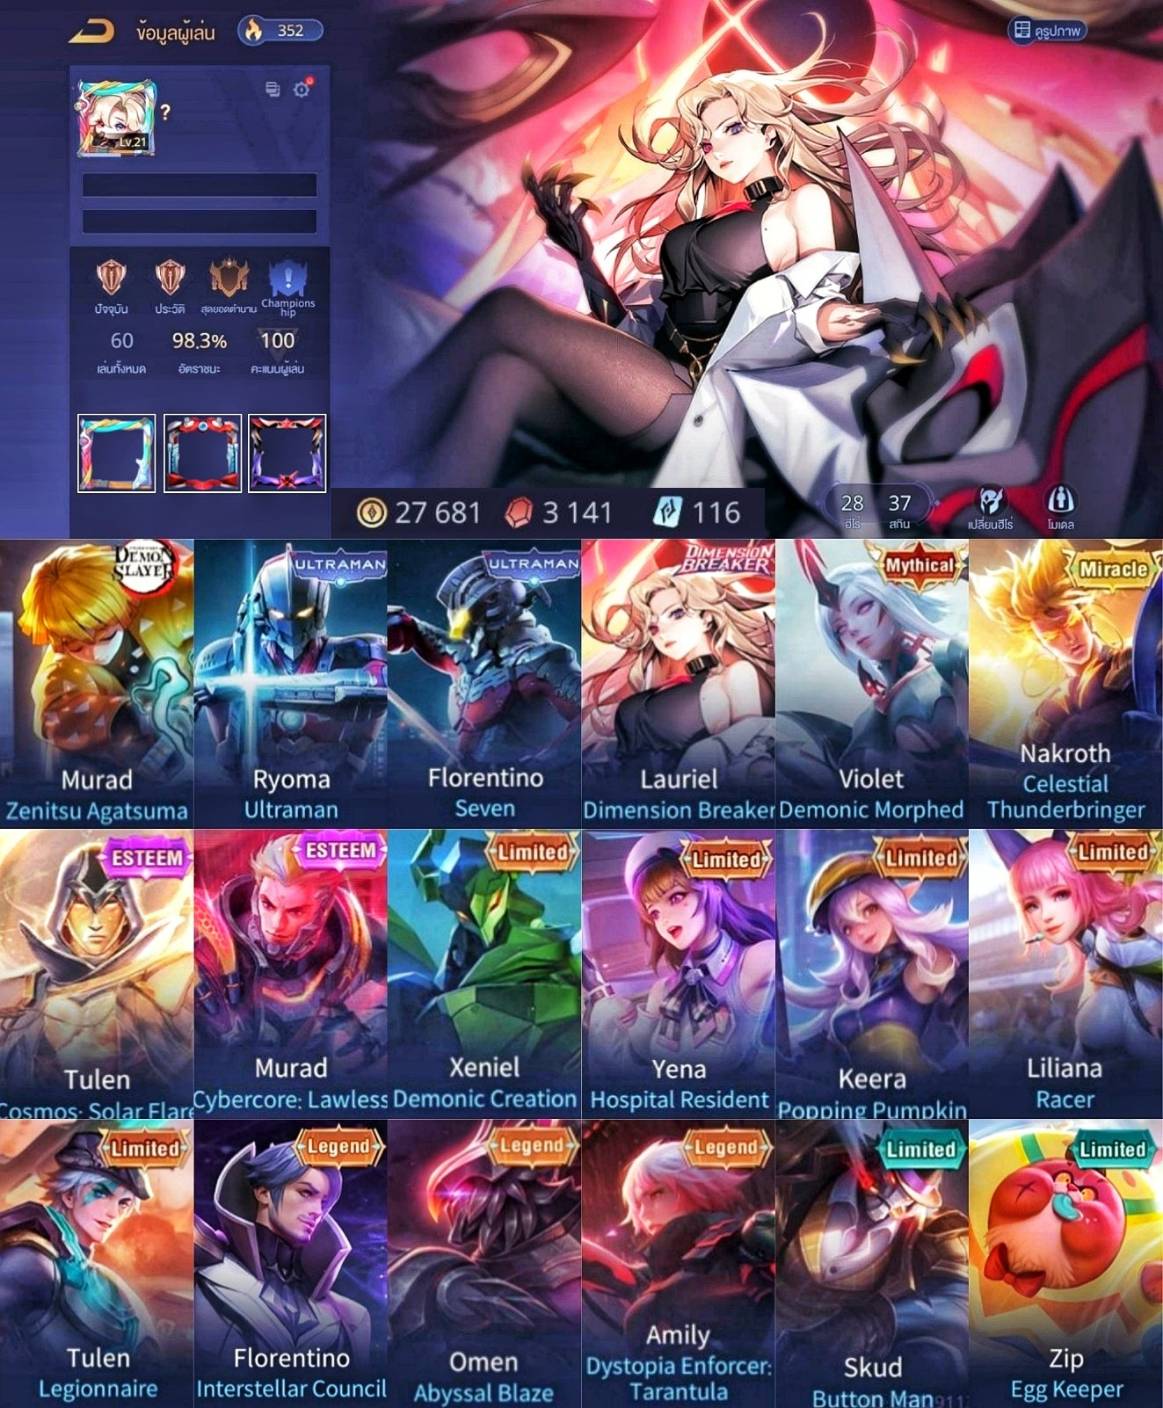 ข้อมูลผู้เล่น
352
ดูรูปภาพ
?
Lv.21
ปัจจุบัน ประวัติ สุดยอดตำนาน Champions
hip
60 98.3% 100
เล่นทั้งหมด อัตราชนะ คะแนนผู้เล่น
27 681 3 141 116
28 37
ฮีโร่ สกิน เปลี่ยนฮีโร่ โมเดล
DEMON
SLAYER
Murad
Zenitsu Agatsuma
ULTRAMAN
Ryoma
Ultraman
ULTRAMAN
Florentino
Seven
DIMENSION
BREAKER
Lauriel
Dimension Breaker
Mythical
Violet
Demonic Morphed
Miracle
Nakroth
Celestial
Thunderbringer
ESTEEM
Tulen
Cosmos: Solar Flare
ESTEEM
Murad
Cybercore: Lawless
Xeniel
Demonic Creation
Limited
Limited
Yena
Hospital Resident
Limited
Keera
Popping Pumpkin
Limited
Liliana
Racer
Limited
Tulen
Legionnaire
Legend
Florentino
Interstellar Council
Legend
Omen
Abyssal Blaze
Legend
Amily
Dystopia Enforcer:
Tarantula
Limited
Skud
Button Man
Limited
Zip
Egg Keeper